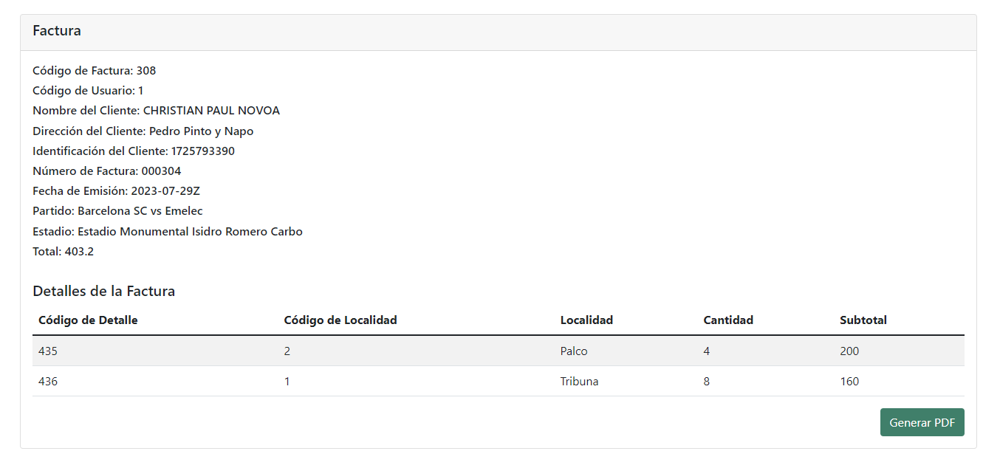 Factura
Código de Factura: 308
Código de Usuario: 1
Nombre del Cliente: CHRISTIAN PAUL NOVOA
Dirección del Cliente: Pedro Pinto y Napo
Identificación del Cliente: 1725793390
Número de Factura: 000304
Fecha de Emisión: 2023-07-29Z
Partido: Barcelona SC vs Emelec
Estadio: Estadio Monumental Isidro Romero Carbo
Total: 403.2
Detalles de la Factura
Código de Detalle Código de Localidad Localidad Cantidad Subtotal
435 2 Palco 4 200
436 1 Tribuna 8 160
Generar PDF